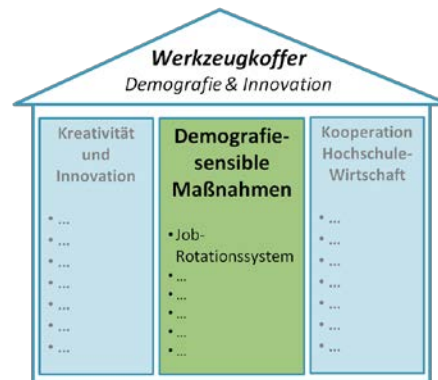 Werkzeugkoffer
Demografie & Innovation
Kreativität
und
Innovation
• ...
• ...
• ...
• ...
• ...
• ...
• ...
Demografie-
sensible
Maßnahmen
• Job-
Rotationssystem
• ...
• ...
• ...
• ...
• ...
Kooperation
Hochschule-
Wirtschaft
• ...
• ...
• ...
• ...
• ...
• ...
• ...